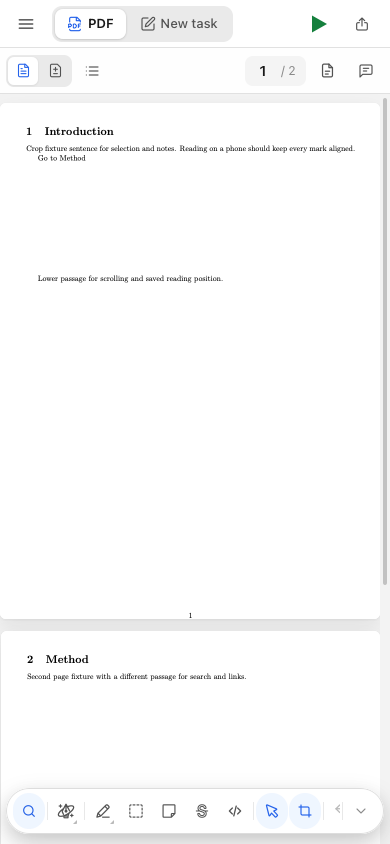 PDF
PDF
New task
1 / 2
1 Introduction
Crop fixture sentence for selection and notes. Reading on a phone should keep every mark aligned.
Go to Method
Lower passage for scrolling and saved reading position.
1
2 Method
Second page fixture with a different passage for search and links.